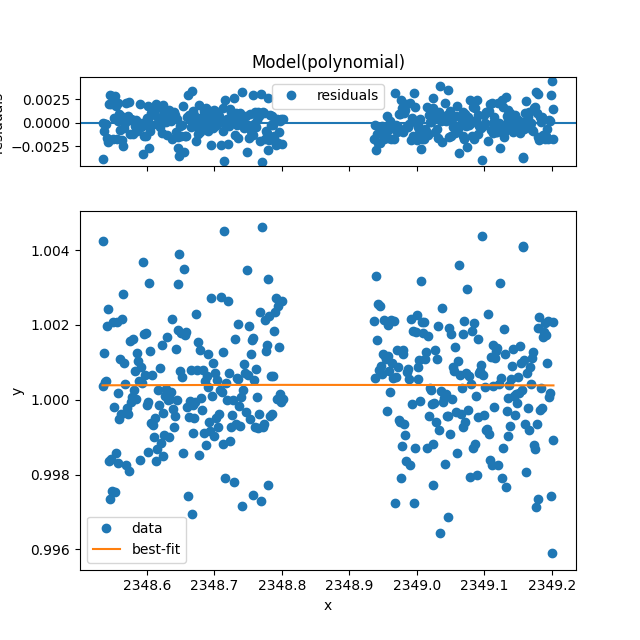 Model(polynomial)
residuals
0.0025
0.0000
−0.0025
residuals
1.004
1.002
1.000
0.998
0.996
y
data
best-fit
2348.6 2348.7 2348.8 2348.9 2349.0 2349.1 2349.2
x